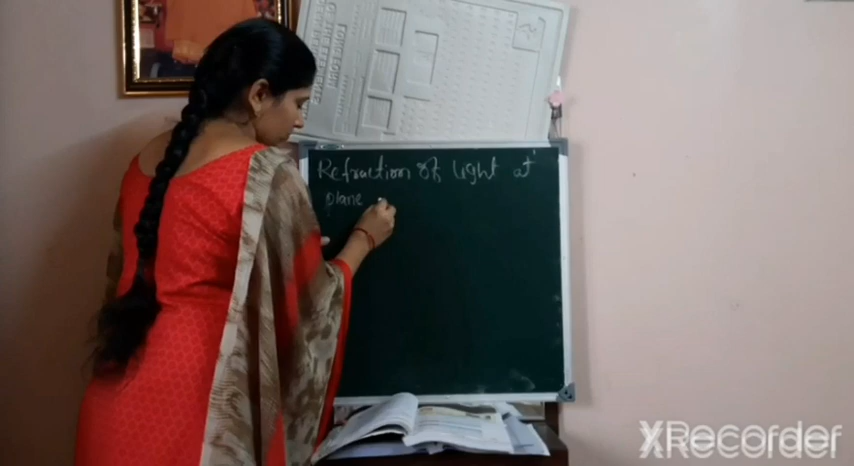 Refraction of light at
plane
XRecorder